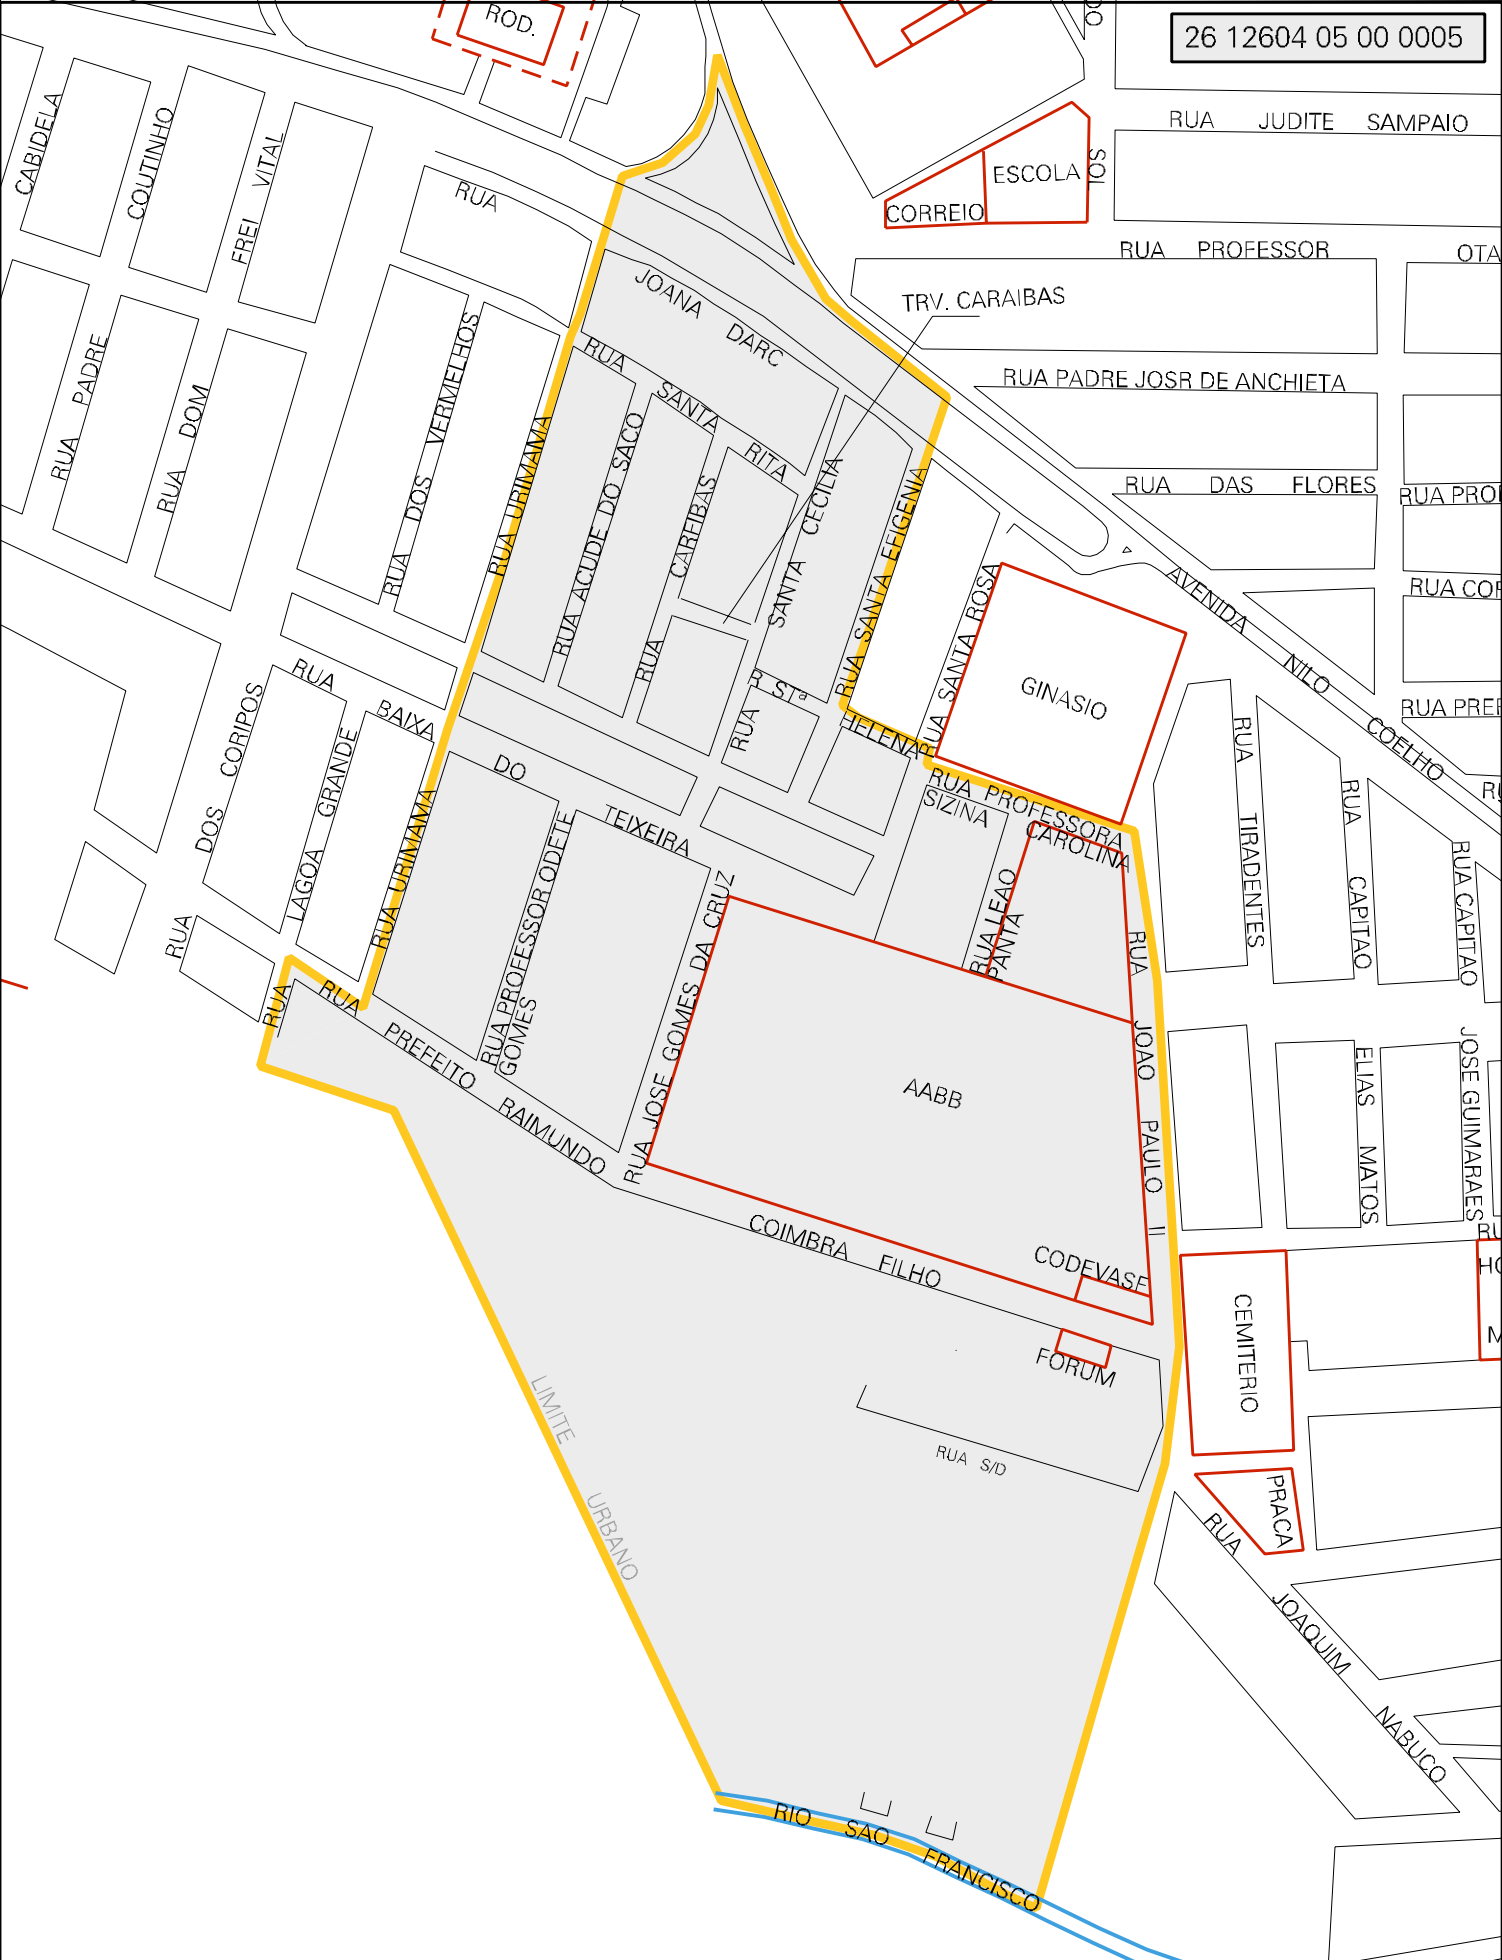 ROD.
26 12604 05 00 0005
RUA JUDITE SAMPAIO
ESCOLA
SOL
CORREIO
RUA PROFESSOR
TRV. CARAIBAS
RUA PADRE JOSR DE ANCHIETA
RUA DAS FLORES
CABIDELA
COUTINHO
FREI VITAL
RUA
JOANA DARC
RUA SANTA RITA
RUA PADRE
RUA DOM
RUA DOS VERMELHOS
RUA URIMAMA
RUA ACUDE DO SACO
RUA CAREIBAS
SANTA CECILIA
RUA SANTA EFIGENIA
RUA SANTA ROSA
GINASIO
AVENIDA NILO COELHO
R STª HELENA
RUA
RUA BAIXA DO TEIXEIRA
RUA PROFESSORA
SIZINA CAROLINA
DOS CORIPOS
LAGOA GRANDE
RUA URIMAMA
RUA PROFESSOR ODETE
GOMES
RUA JOSE GOMES DA CRUZ
RUA LEAO
PANTA
RUA TIRADENTES
RUA CAPITAO
RUA CAPITAO
RUA
RUA
RUA PREFEITO RAIMUNDO COIMBRA FILHO
AABB
RUA JOAO PAULO II
ELIAS MATOS
JOSE GUIMARAES
CODEVASF
FORUM
RUA S/D
CEMITERIO
PRACA
LIMITE URBANO
RUA JOAQUIM NABUCO
RIO SAO FRANCISCO